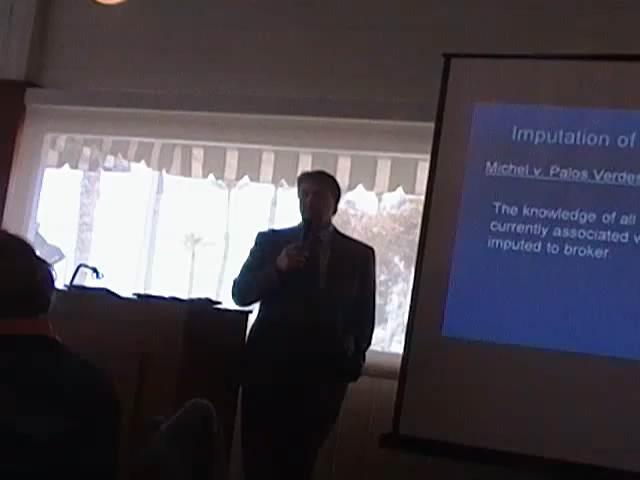 Imputation of
Michel v. Palos Verdes
The knowledge of all
currently associated
imputed to broker.